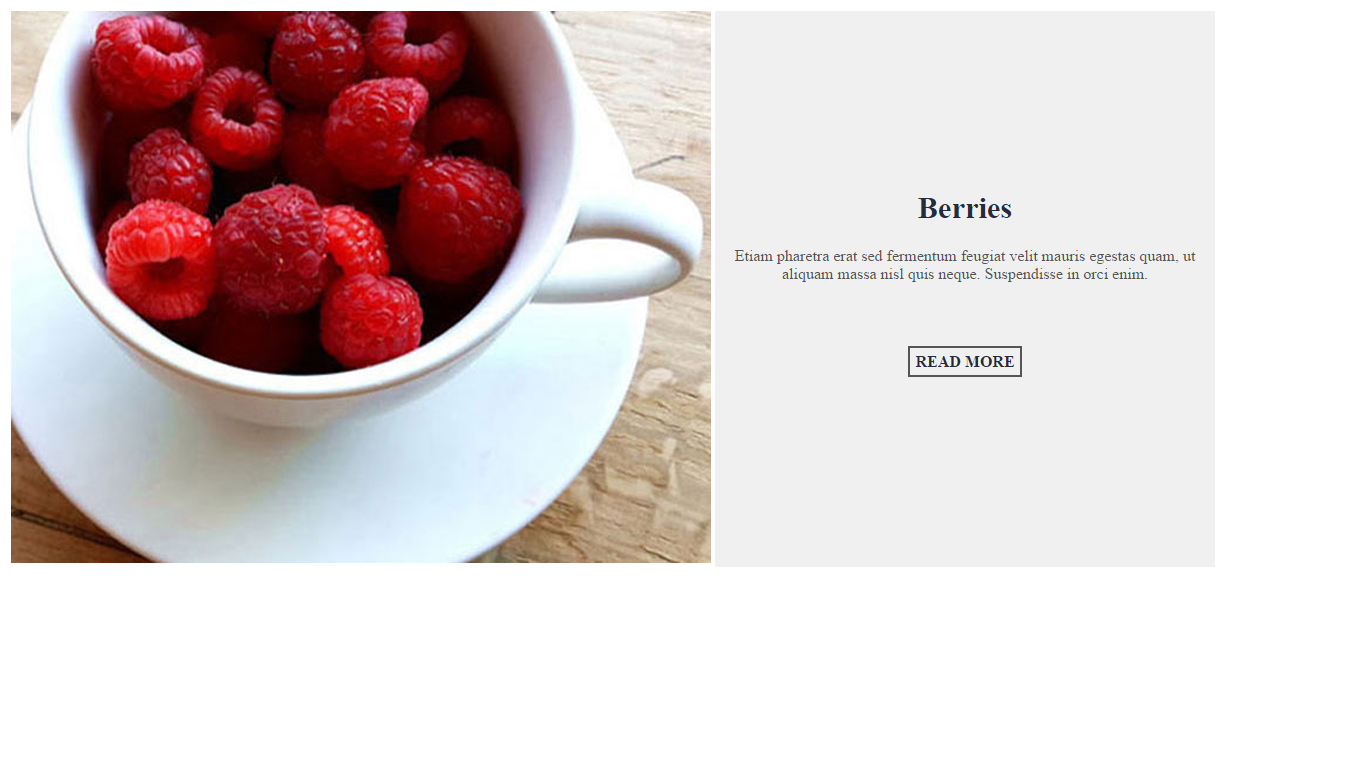 Berries
Etiam pharetra erat sed fermentum feugiat velit mauris egestas quam, ut
aliquam massa nisl quis neque. Suspendisse in orci enim.
READ MORE